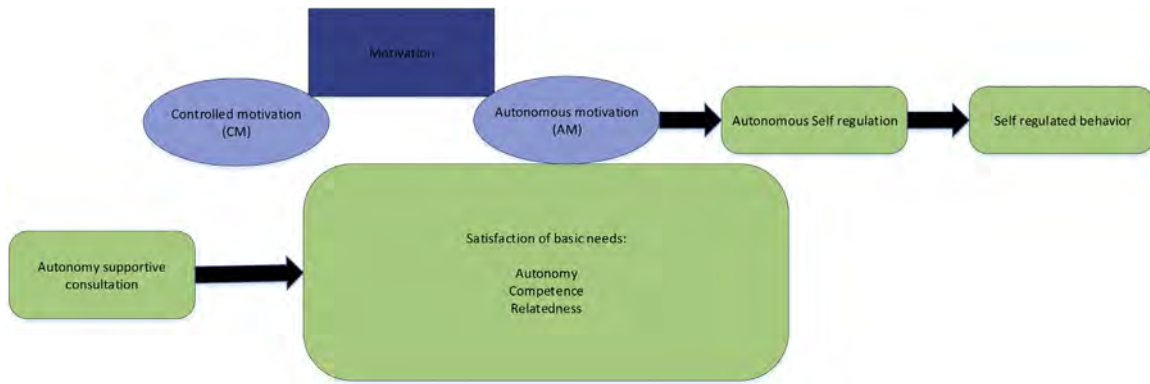 Motivation
Controlled motivation
(CM)
Autonomous motivation
(AM)
Autonomous Self regulation
Self regulated behavior
Autonomy supportive
consultation
Satisfaction of basic needs:
Autonomy
Competence
Relatedness